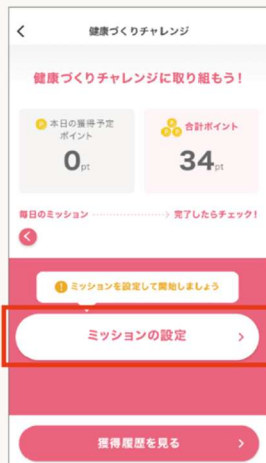 健康づくりチャレンジ
健康づくりチャレンジに取り組もう！
P 本日の獲得予定
ポイント
0pt
合計ポイント
34pt
毎日のミッション
完了したらチェック！
ミッションを設定して開始しましょう
ミッションの設定
獲得履歴を見る